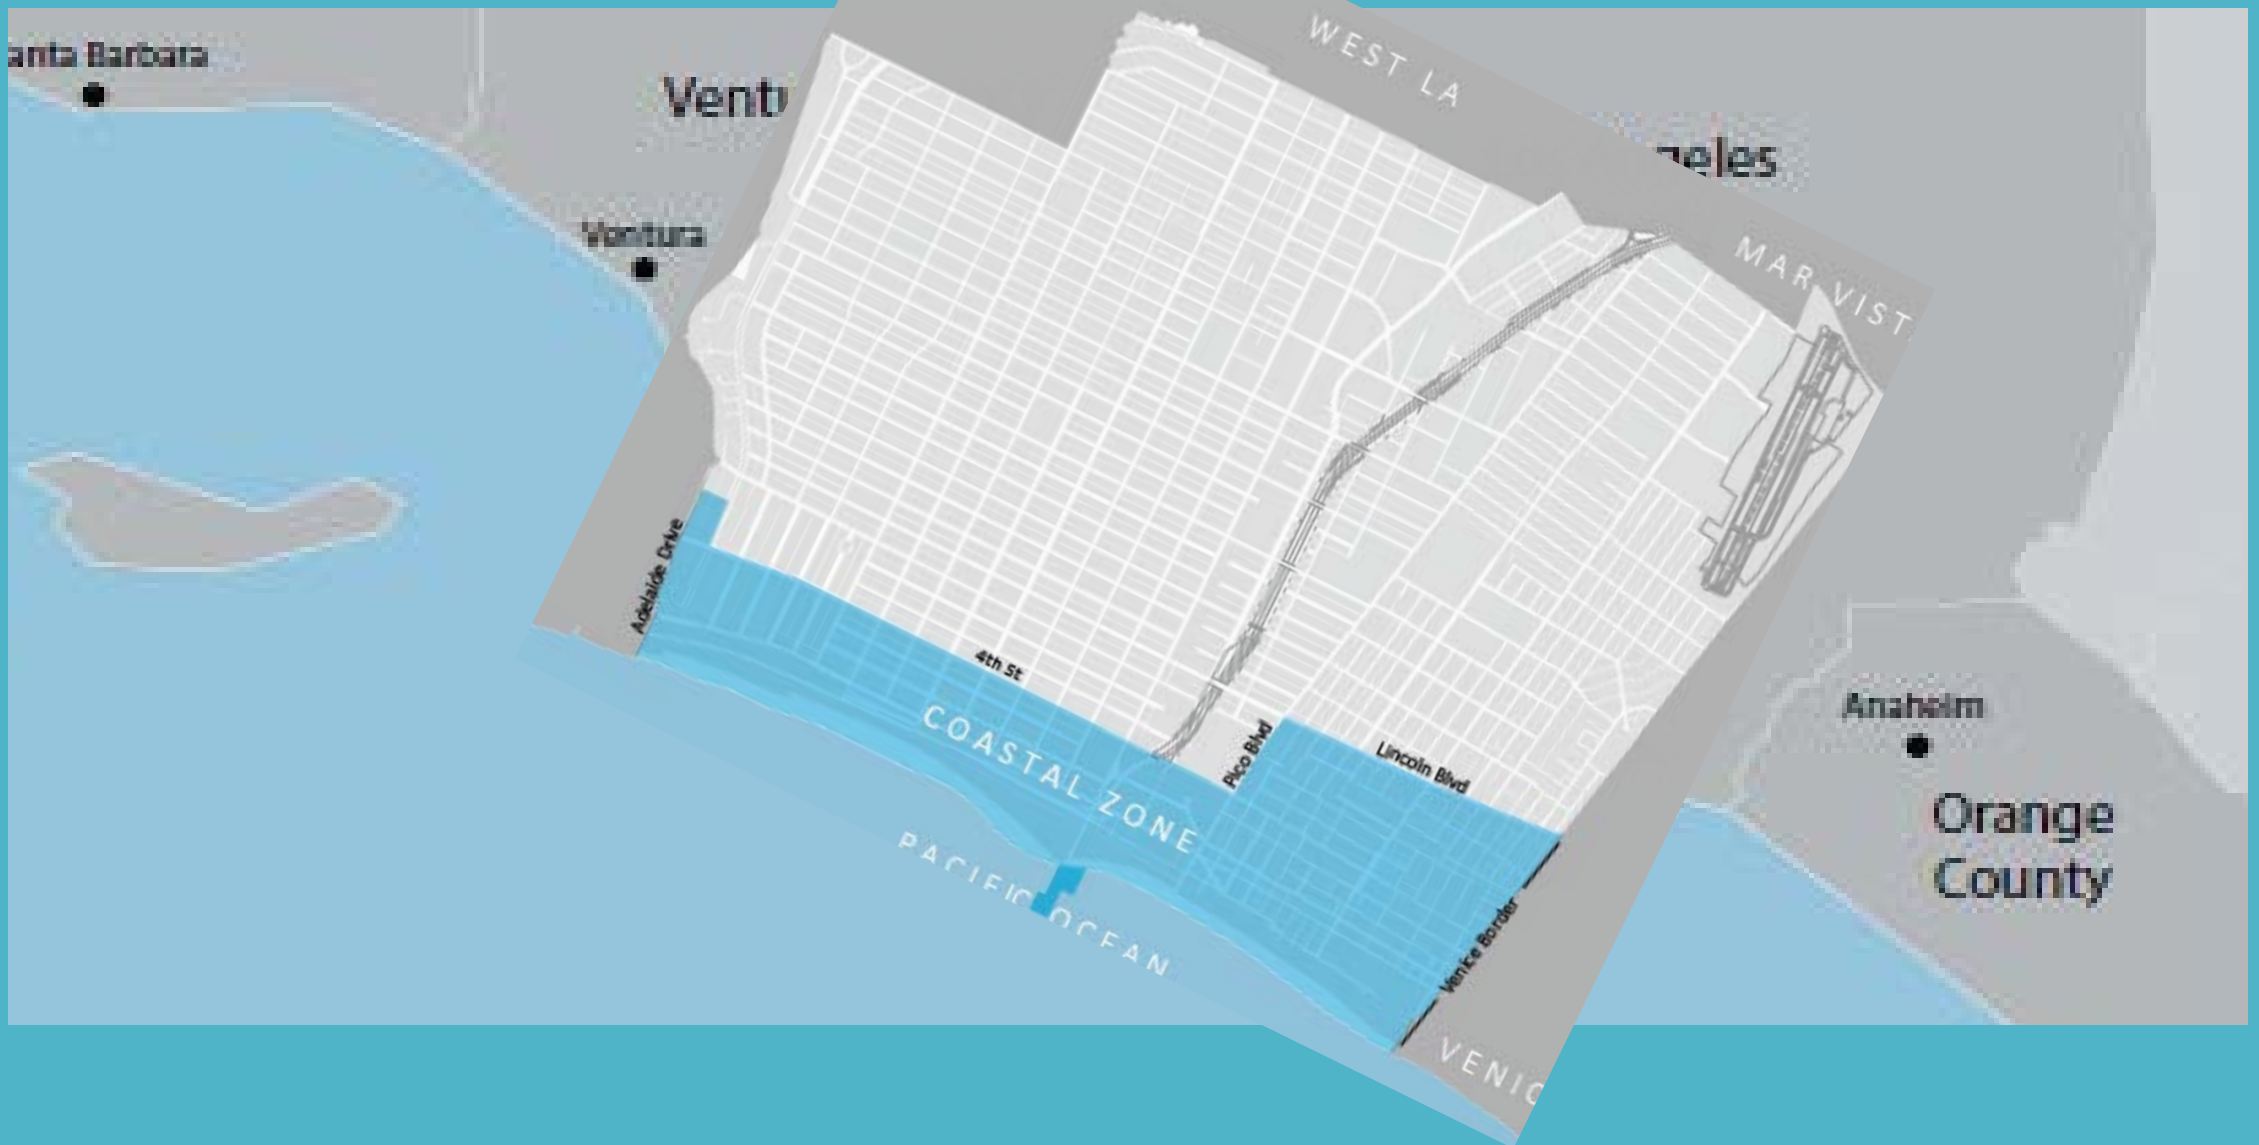 anta Barbara
Ventu
Ventura
WEST LA
geles
MAR VIST
Adelaide Drive
4th St
COASTAL ZONE
PACIFIC OCEAN
Pico Blvd
Lincoln Blvd
Venice Border
VENIC
Anaheim
Orange
County